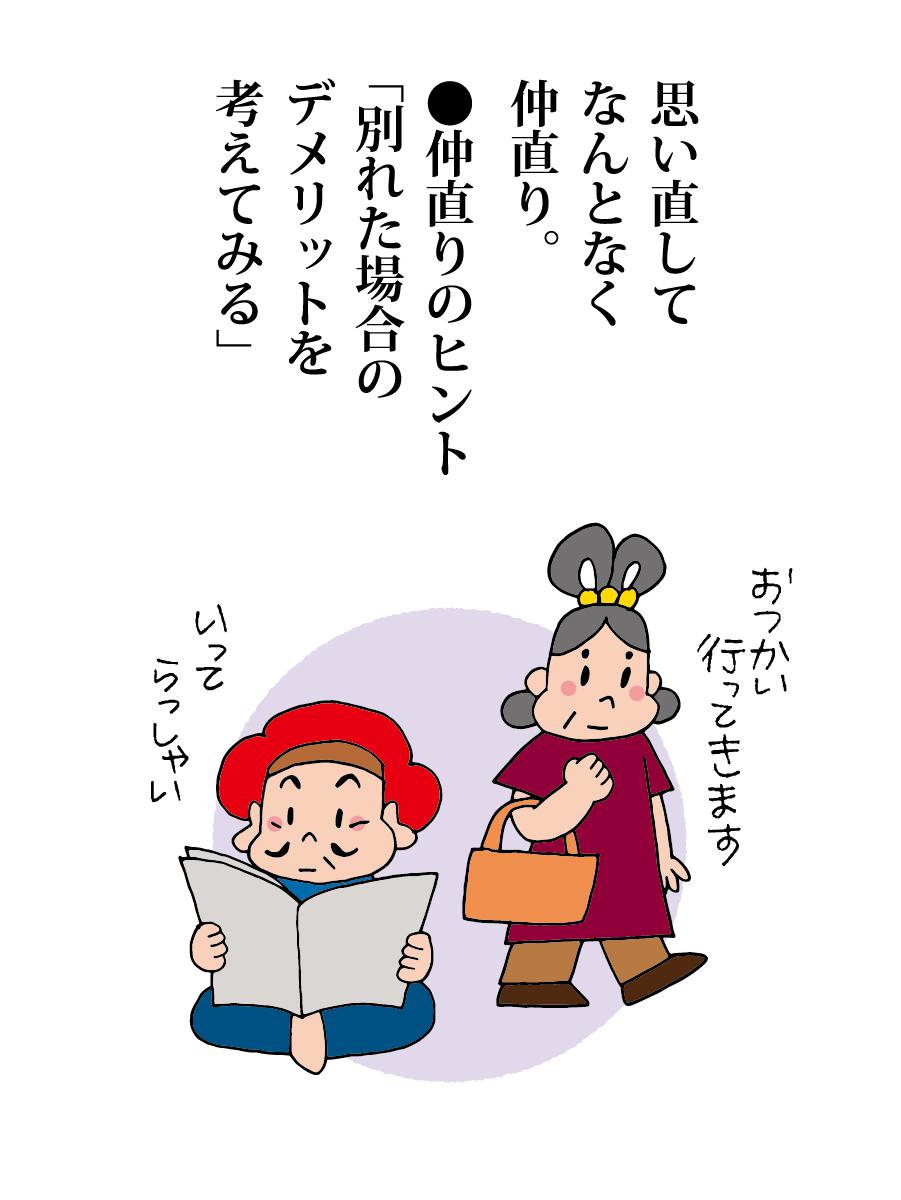 思い直して
なんとなく
仲直り。
●仲直りのヒント
「別れた場合の
デメリットを
考えてみる」
おつかい
行ってきます
いって
らっしゃい